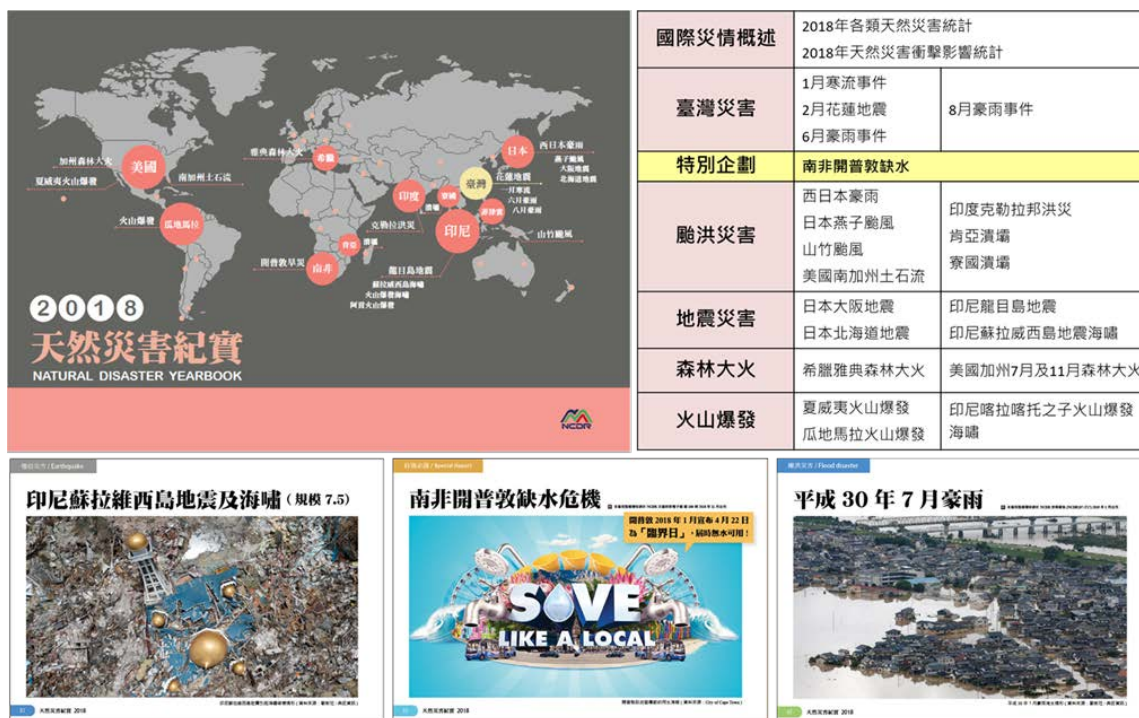 加州森林大火
夏威夷火山爆發
美國
南加州土石流
火山爆發
瓜地馬拉
雅典森林大火
希臘
日本
西日本豪雨
燕子颱風
大阪地震
北海道地震
花蓮地震
臺灣
一月寒流
六月豪雨
八月豪雨
印度
潰壩
寮國
菲律賓
克勒拉洪災
印尼
山竹颱風
肯亞
潰壩
開普敦旱災
南非
龍目島地震
蘇拉威西島海嘯
火山爆發海嘯
阿貢火山爆發
2018
天然災害紀實
NATURAL DISASTER YEARBOOK
NCDR
國際災情概述
2018年各類天然災害統計
2018年天然災害衝擊影響統計
臺灣災害
1月寒流事件
2月花蓮地震
6月豪雨事件
8月豪雨事件
特別企劃
南非開普敦缺水
颱洪災害
西日本豪雨
日本燕子颱風
山竹颱風
美國南加州土石流
印度克勒拉邦洪災
肯亞潰壩
寮國潰壩
地震災害
日本大阪地震
日本北海道地震
印尼龍目島地震
印尼蘇拉威西島地震海嘯
森林大火
希臘雅典森林大火
美國加州7月及11月森林大火
火山爆發
夏威夷火山爆發
瓜地馬拉火山爆發
印尼喀拉喀托之子火山爆發
海嘯
/ Earthquake
印尼蘇拉維西島地震及海嘯 (規模 7.5)
天然災害紀實 2018
/ Special Report
南非開普敦缺水危機
開普敦 2018 年 1 月宣布 4 月 22 日
為「臨界日」，屆時無水可用！
SAVE
LIKE A LOCAL
天然災害紀實 2018
/ Flood disaster
平成 30 年 7 月豪雨
天然災害紀實 2018